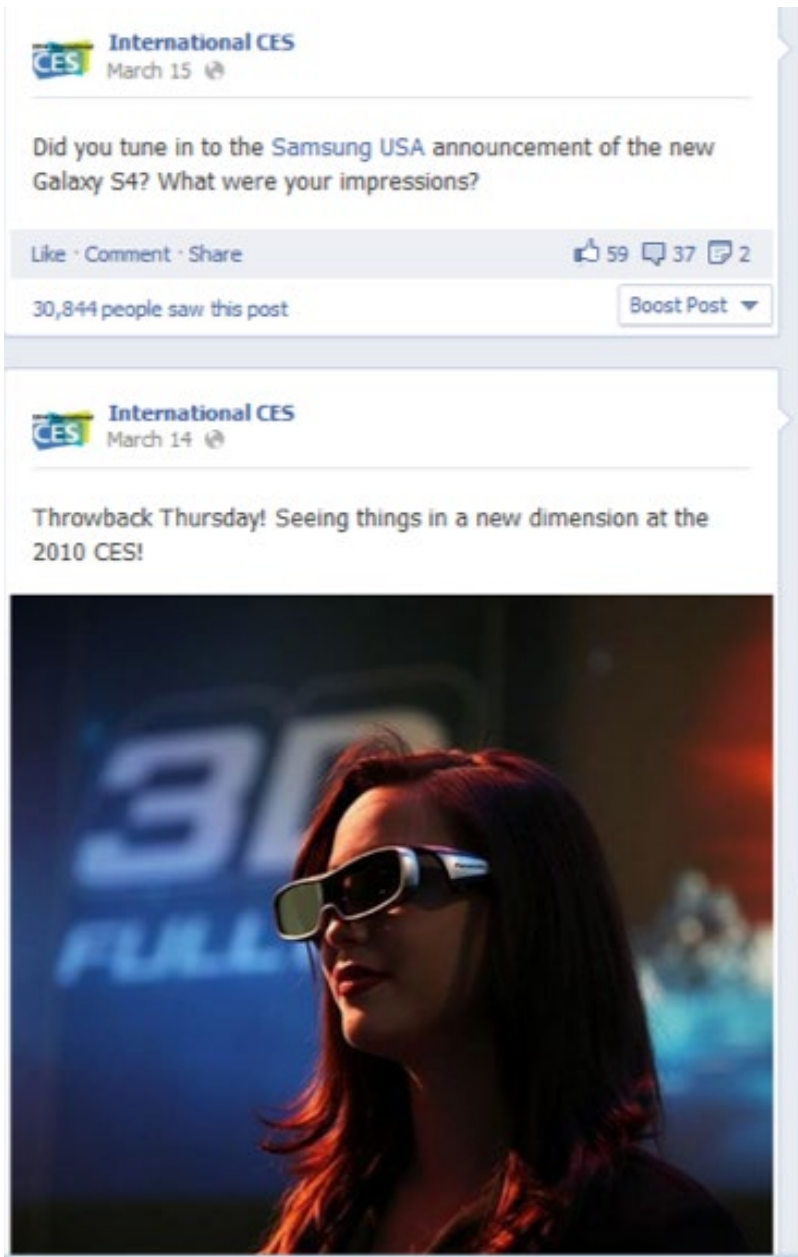 CES
International CES
March 15
Did you tune in to the Samsung USA announcement of the new
Galaxy S4? What were your impressions?
Like · Comment · Share
59 37 2
30,844 people saw this post
Boost Post
CES
International CES
March 14
Throwback Thursday! Seeing things in a new dimension at the
2010 CES!
3D
FULL